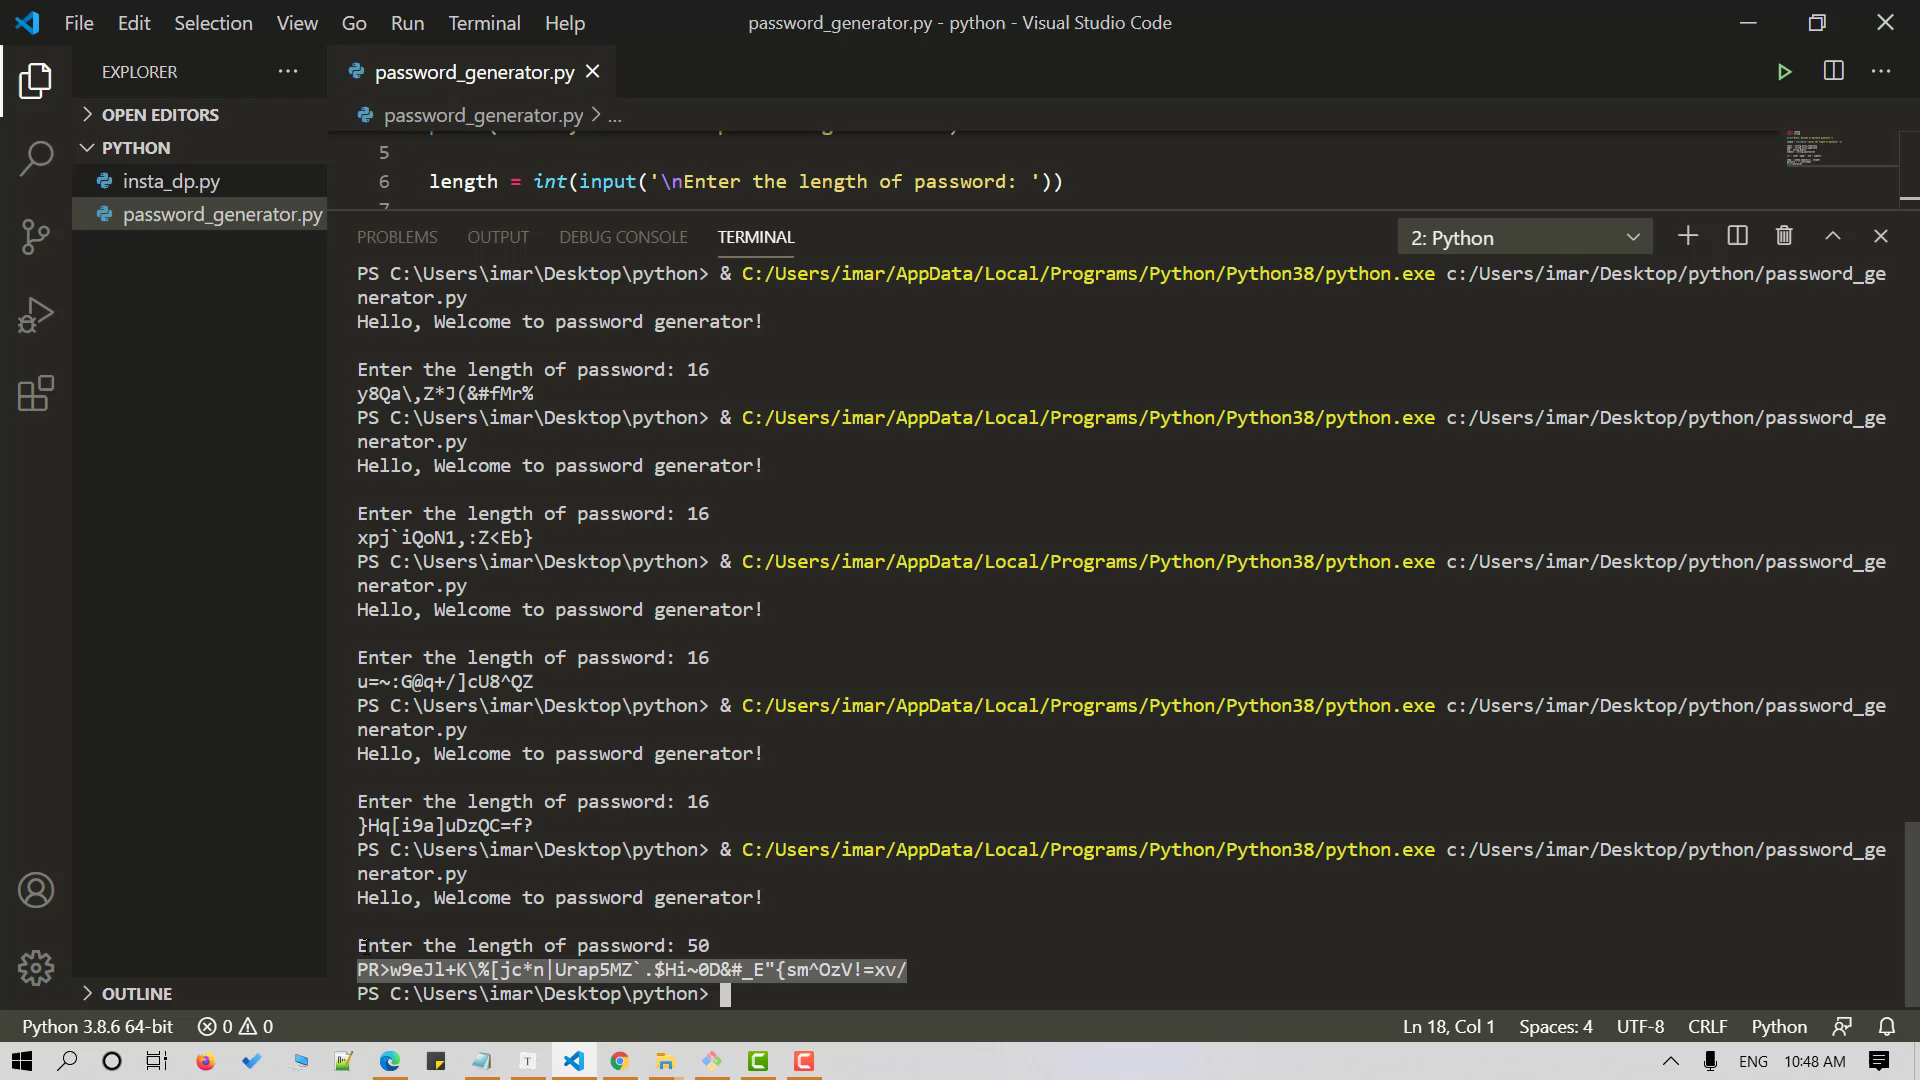 File Edit Selection View Go Run Terminal Help password_generator.py - python - Visual Studio Code
EXPLORER
password_generator.py
OPEN EDITORS
password_generator.py > ...
PYTHON
insta_dp.py
password_generator.py
5
6 length = int(input('\nEnter the length of password: '))
PROBLEMS OUTPUT DEBUG CONSOLE TERMINAL 2: Python
PS C:\Users\imar\Desktop\python> & C:/Users/imar/AppData/Local/Programs/Python/Python38/python.exe c:/Users/imar/Desktop/python/password_ge
nerator.py
Hello, Welcome to password generator!
Enter the length of password: 16
y8Qa\,Z*J(&#fMr%
PS C:\Users\imar\Desktop\python> & C:/Users/imar/AppData/Local/Programs/Python/Python38/python.exe c:/Users/imar/Desktop/python/password_ge
nerator.py
Hello, Welcome to password generator!
Enter the length of password: 16
xpj`iQoN1,:Z<Eb}
PS C:\Users\imar\Desktop\python> & C:/Users/imar/AppData/Local/Programs/Python/Python38/python.exe c:/Users/imar/Desktop/python/password_ge
nerator.py
Hello, Welcome to password generator!
Enter the length of password: 16
u=~:G@q+/]cU8^QZ
PS C:\Users\imar\Desktop\python> & C:/Users/imar/AppData/Local/Programs/Python/Python38/python.exe c:/Users/imar/Desktop/python/password_ge
nerator.py
Hello, Welcome to password generator!
Enter the length of password: 16
}Hq[i9a]uDzQC=f?
PS C:\Users\imar\Desktop\python> & C:/Users/imar/AppData/Local/Programs/Python/Python38/python.exe c:/Users/imar/Desktop/python/password_ge
nerator.py
Hello, Welcome to password generator!
Enter the length of password: 50
PR>w9eJl+K\%[jc*n|Urap5MZ`.$Hi~0D&#_E"{sm^OzV!=xv/
PS C:\Users\imar\Desktop\python>
OUTLINE
Python 3.8.6 64-bit 0 0 Ln 18, Col 1 Spaces: 4 UTF-8 CRLF Python
ENG 10:48 AM